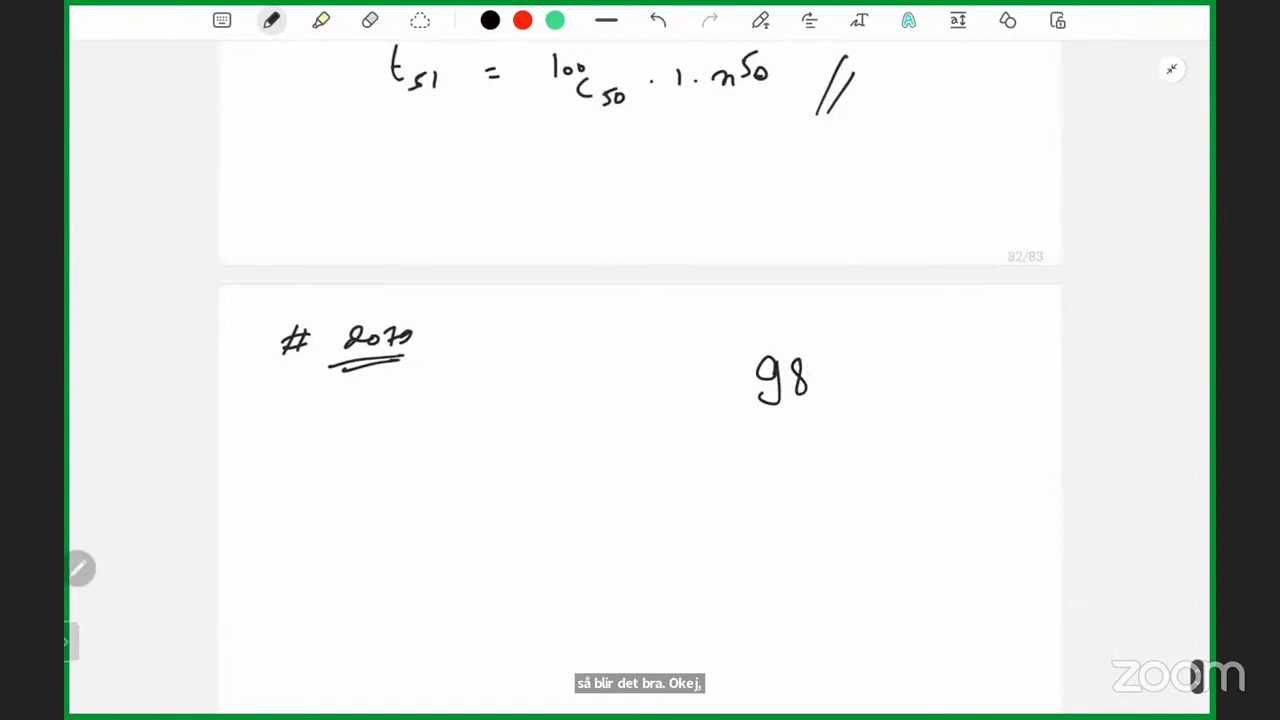 t₅₁ = ¹⁰⁰C₅₀ · 1 · x⁵⁰ //
82/83
# 2070
98
så blir det bra. Okej,
zoom